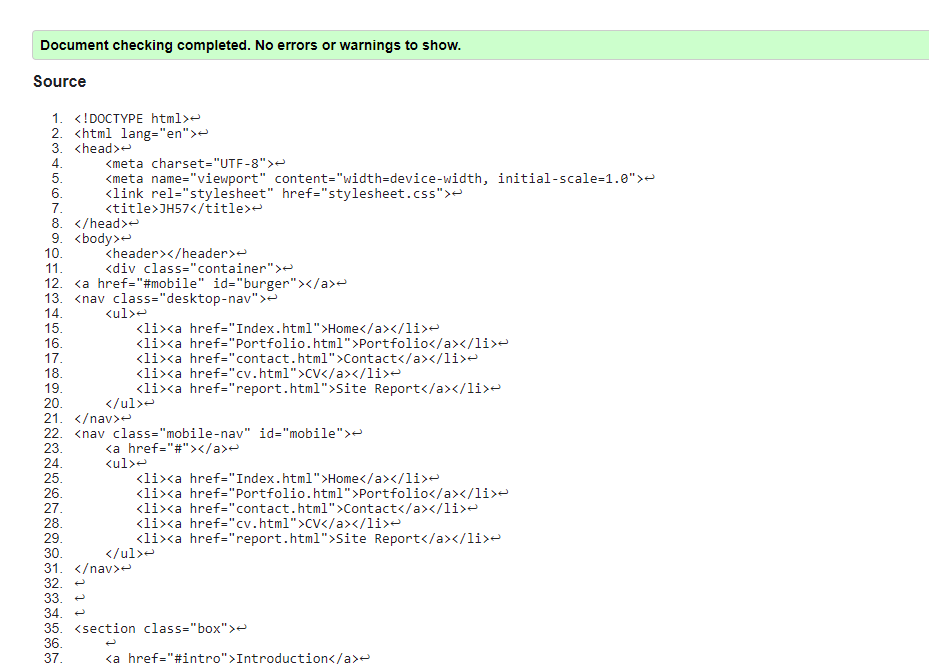 Document checking completed. No errors or warnings to show.
Source
1. <!DOCTYPE html>↩
2. <html lang="en">↩
3. <head>↩
4.     <meta charset="UTF-8">↩
5.     <meta name="viewport" content="width=device-width, initial-scale=1.0">↩
6.     <link rel="stylesheet" href="stylesheet.css">↩
7.     <title>JH57</title>↩
8. </head>↩
9. <body>↩
10.     <header></header>↩
11.     <div class="container">↩
12. <a href="#mobile" id="burger"></a>↩
13. <nav class="desktop-nav">↩
14.     <ul>↩
15.         <li><a href="Index.html">Home</a></li>↩
16.         <li><a href="Portfolio.html">Portfolio</a></li>↩
17.         <li><a href="contact.html">Contact</a></li>↩
18.         <li><a href="cv.html">CV</a></li>↩
19.         <li><a href="report.html">Site Report</a></li>↩
20.     </ul>↩
21. </nav>↩
22. <nav class="mobile-nav" id="mobile">↩
23.     <a href="#"></a>↩
24.     <ul>↩
25.         <li><a href="Index.html">Home</a></li>↩
26.         <li><a href="Portfolio.html">Portfolio</a></li>↩
27.         <li><a href="contact.html">Contact</a></li>↩
28.         <li><a href="cv.html">CV</a></li>↩
29.         <li><a href="report.html">Site Report</a></li>↩
30.     </ul>↩
31. </nav>↩
32. ↩
33. ↩
34. ↩
35. <section class="box">↩
36.     ↩
37.     <a href="#intro">Introduction</a>↩